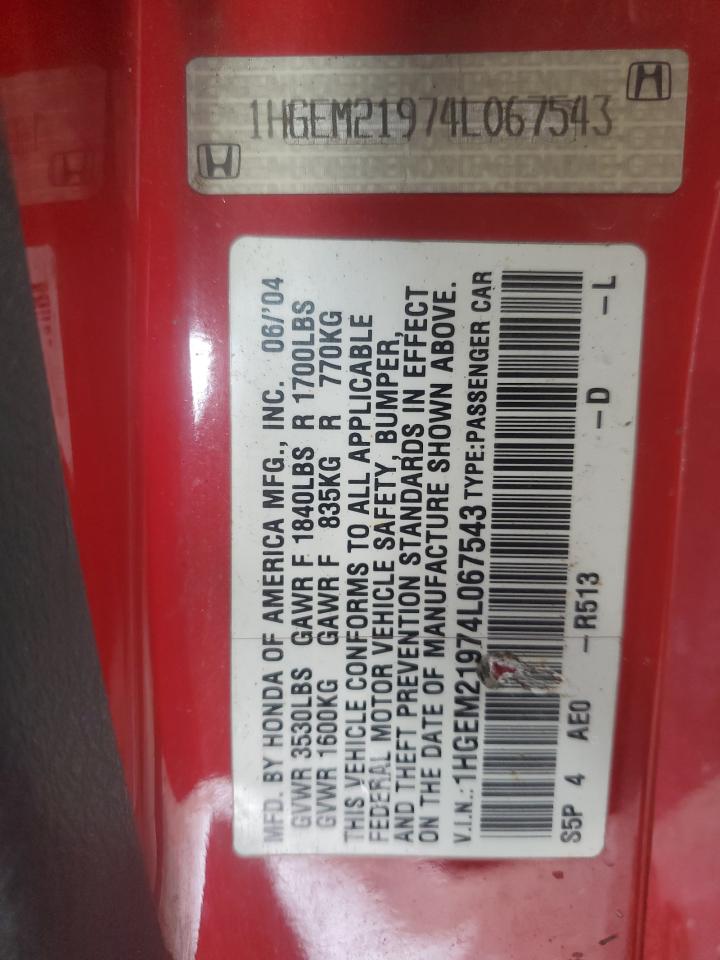 1HGEM21974L067543
MFD. BY HONDA OF AMERICA MFG., INC. 06/'04
GVWR 3530LBS GAWR F 1840LBS R 1700LBS
GVWR 1600KG GAWR F 835KG R 770KG
THIS VEHICLE CONFORMS TO ALL APPLICABLE
FEDERAL MOTOR VEHICLE SAFETY, BUMPER,
AND THEFT PREVENTION STANDARDS IN EFFECT
ON THE DATE OF MANUFACTURE SHOWN ABOVE.
V.I.N.: 1HGEM21974L067543 TYPE:PASSENGER CAR
S5P 4 AE0 –R513 –D –L